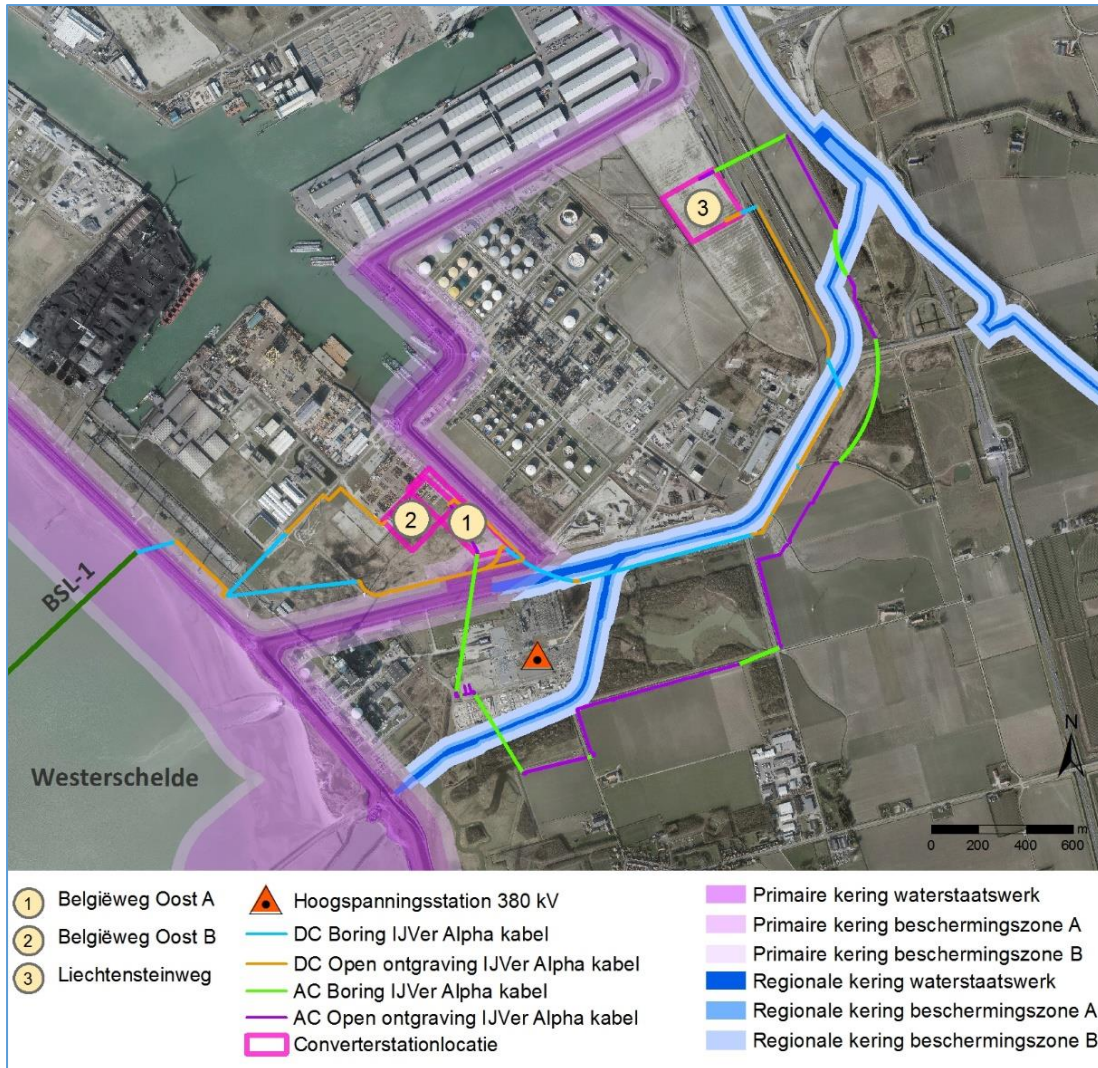 3
2
1
BSL-1
Westerschelde
N
m
0 200 400 600
1 Belgiëweg Oost A
2 Belgiëweg Oost B
3 Liechtensteinweg
Hoogspanningsstation 380 kV
DC Boring IJVer Alpha kabel
DC Open ontgraving IJVer Alpha kabel
AC Boring IJVer Alpha kabel
AC Open ontgraving IJVer Alpha kabel
Converterstationlocatie
Primaire kering waterstaatswerk
Primaire kering beschermingszone A
Primaire kering beschermingszone B
Regionale kering waterstaatswerk
Regionale kering beschermingszone A
Regionale kering beschermingszone B